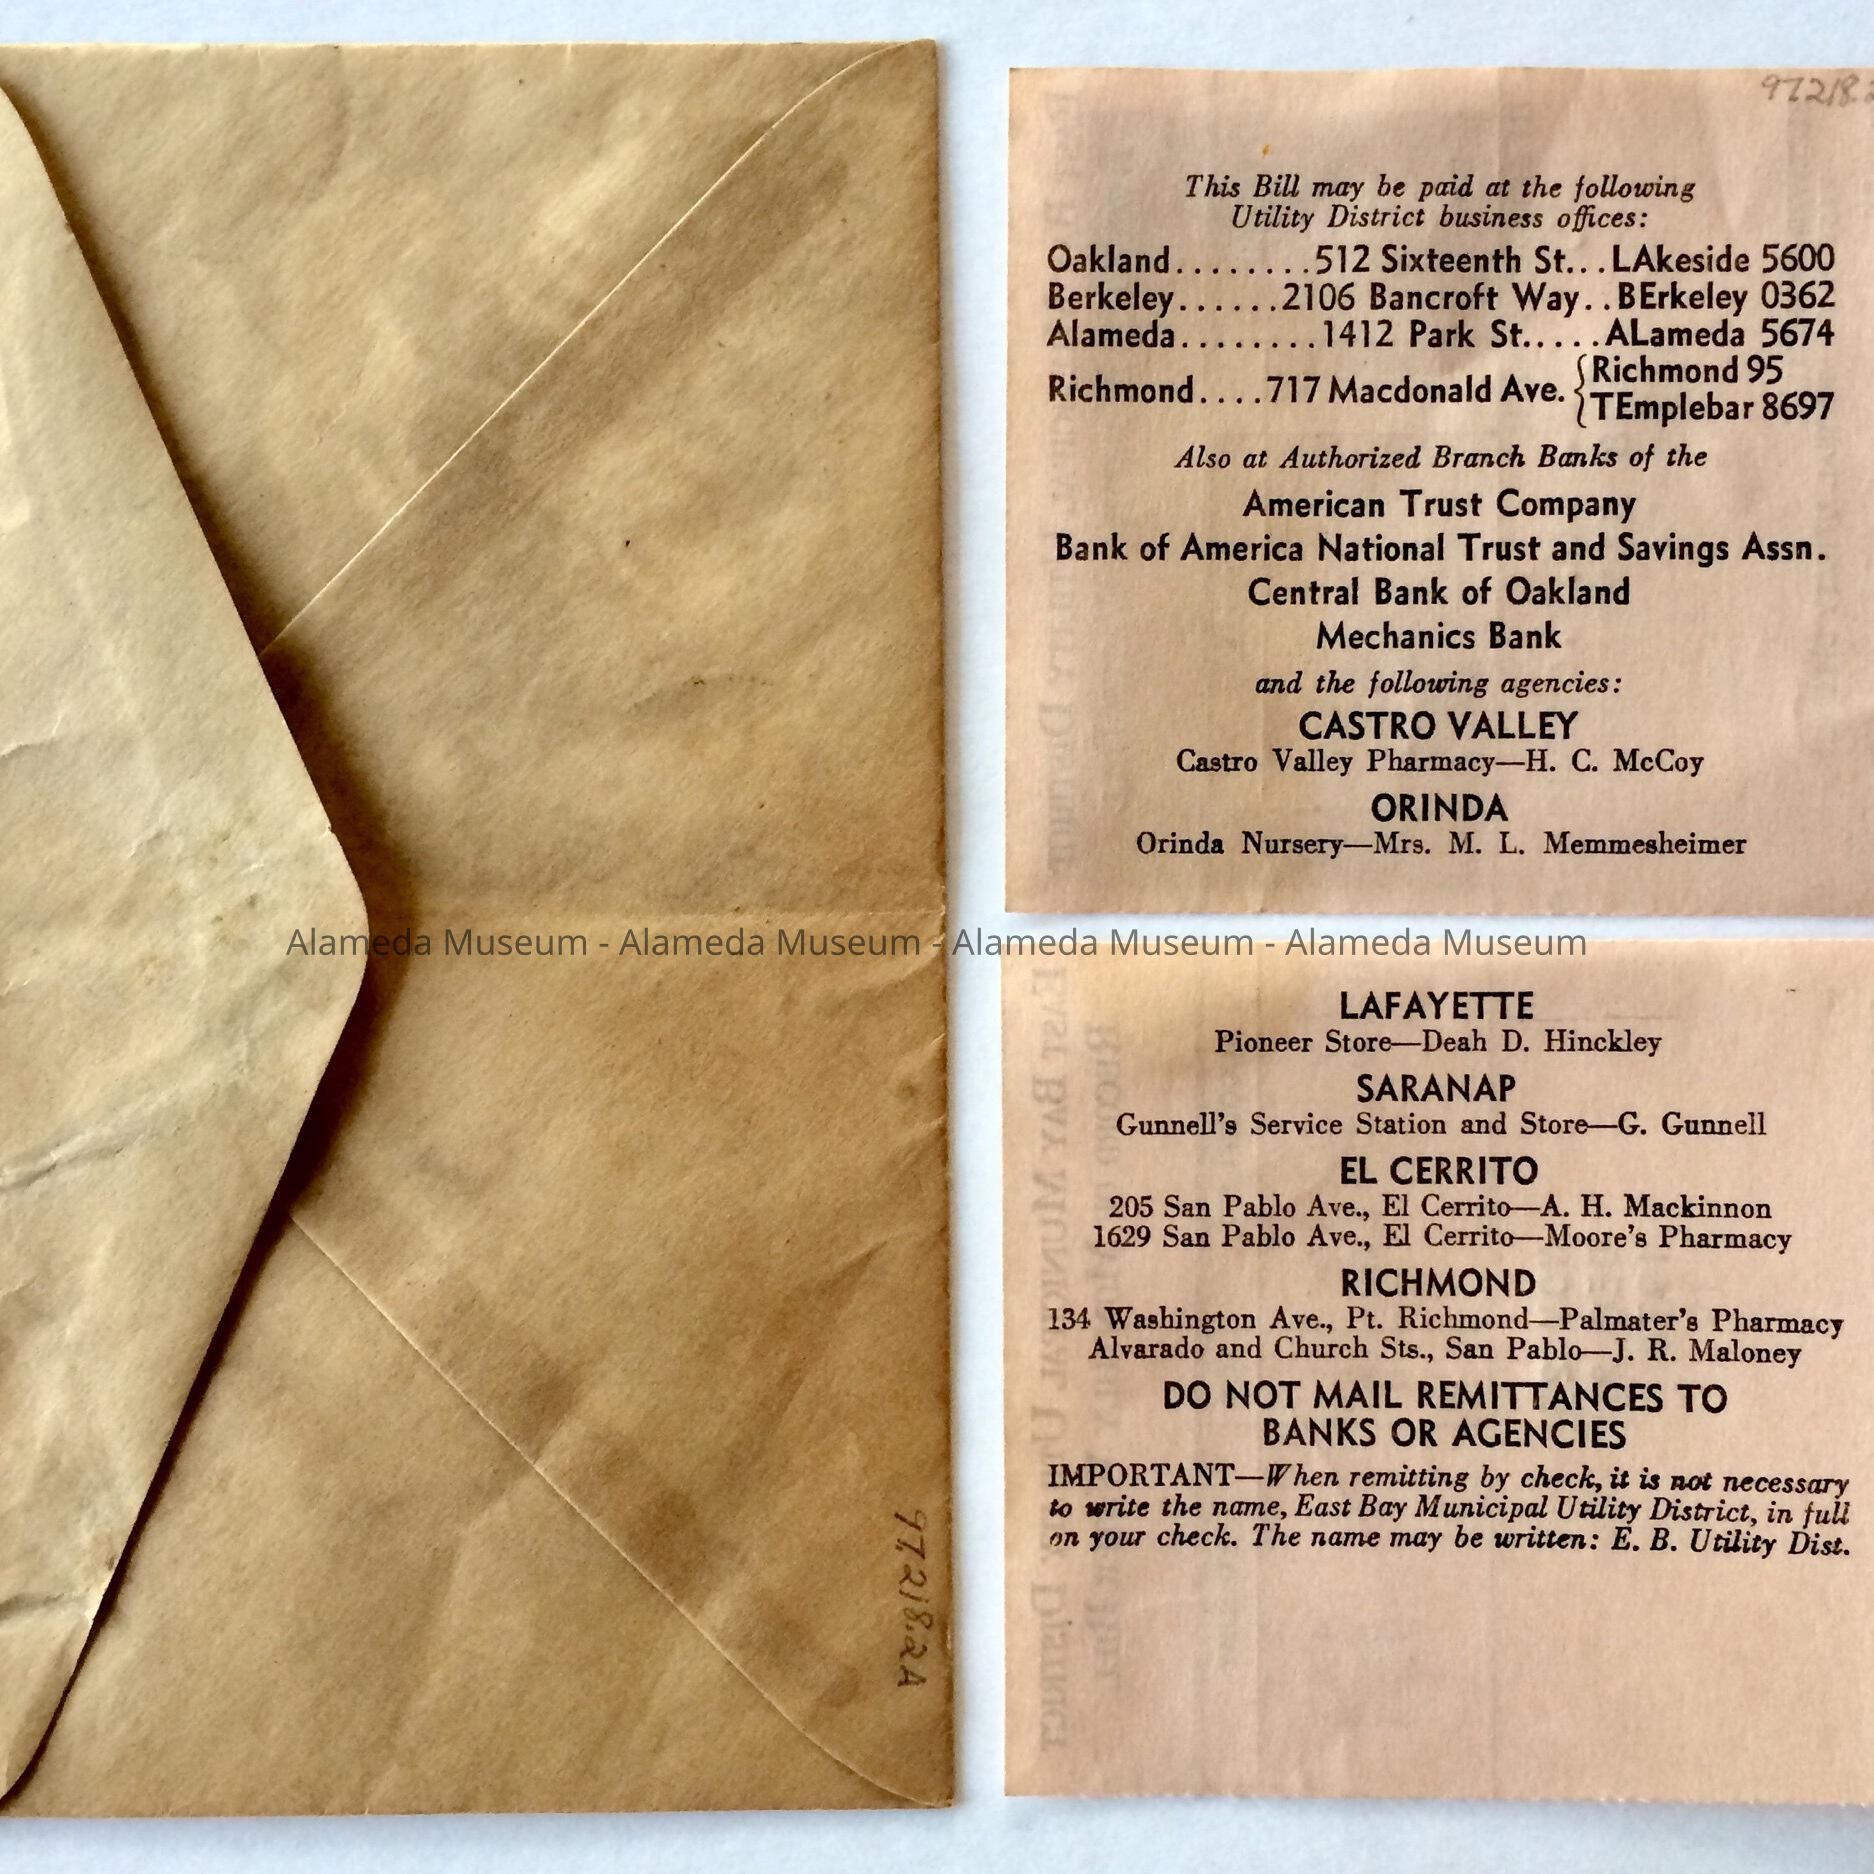 97218.2A
97218.2
This Bill may be paid at the following
Utility District business offices:
Oakland........512 Sixteenth St...LAkeside 5600
Berkeley......2106 Bancroft Way..BErkeley 0362
Alameda........1412 Park St.....ALameda 5674
Richmond....717 Macdonald Ave. {Richmond 95
TEmplebar 8697
Also at Authorized Branch Banks of the
American Trust Company
Bank of America National Trust and Savings Assn.
Central Bank of Oakland
Mechanics Bank
and the following agencies:
CASTRO VALLEY
Castro Valley Pharmacy—H. C. McCoy
ORINDA
Orinda Nursery—Mrs. M. L. Memmesheimer
Alameda Museum - Alameda Museum - Alameda Museum - Alameda Museum
LAFAYETTE
Pioneer Store—Deah D. Hinckley
SARANAP
Gunnell's Service Station and Store—G. Gunnell
EL CERRITO
205 San Pablo Ave., El Cerrito—A. H. Mackinnon
1629 San Pablo Ave., El Cerrito—Moore's Pharmacy
RICHMOND
134 Washington Ave., Pt. Richmond—Palmater's Pharmacy
Alvarado and Church Sts., San Pablo—J. R. Maloney
DO NOT MAIL REMITTANCES TO
BANKS OR AGENCIES
IMPORTANT—When remitting by check, it is not necessary
to write the name, East Bay Municipal Utility District, in full
on your check. The name may be written: E. B. Utility Dist.